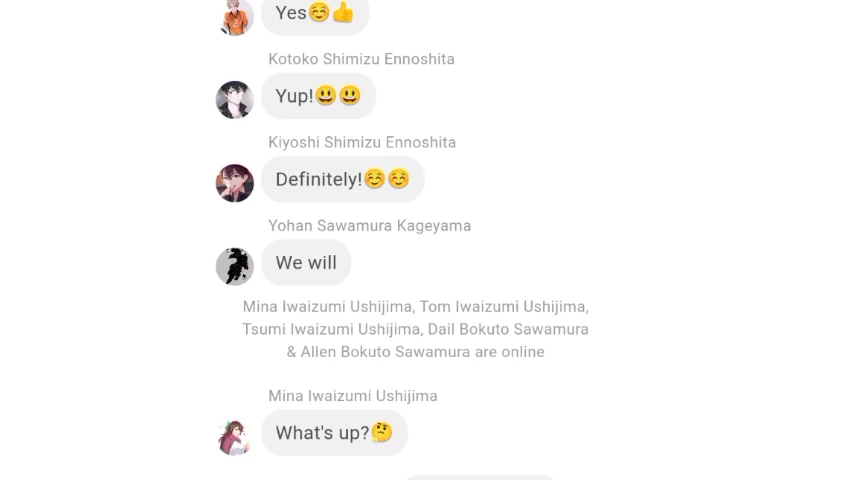 Yes☺️👍
Kotoko Shimizu Ennoshita
Yup!😃😃
Kiyoshi Shimizu Ennoshita
Definitely!☺️☺️
Yohan Sawamura Kageyama
We will
Mina Iwaizumi Ushijima, Tom Iwaizumi Ushijima,
Tsumi Iwaizumi Ushijima, Dail Bokuto Sawamura
& Allen Bokuto Sawamura are online
Mina Iwaizumi Ushijima
What's up?🤔